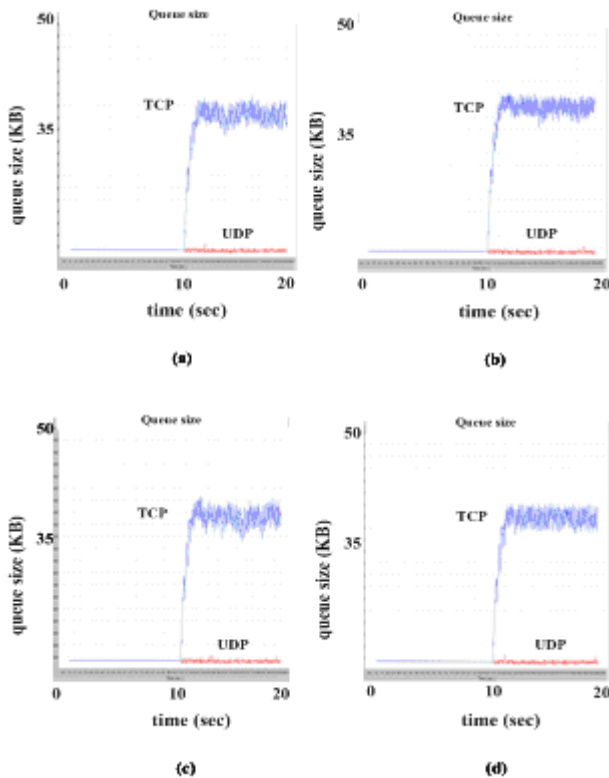 Queue size
50
TCP
35
queue size (KB)
UDP
0
10
20
time (sec)
(a)
Queue size
50
TCP
35
queue size (KB)
UDP
0
10
20
time (sec)
(b)
Queue size
50
TCP
35
queue size (KB)
UDP
0
10
20
time (sec)
(c)
Queue size
50
TCP
35
queue size (KB)
UDP
0
10
20
time (sec)
(d)